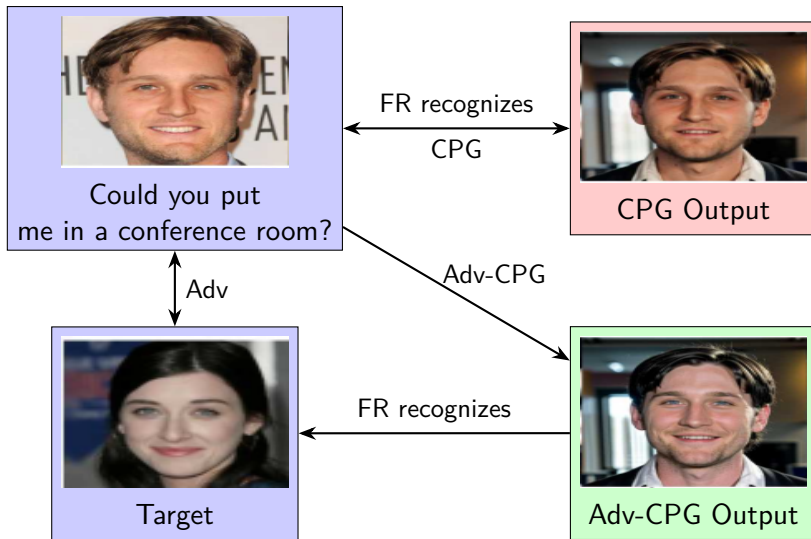 FR recognizes
CPG
Could you put
me in a conference room?
CPG Output
Adv
Adv-CPG
FR recognizes
Target
Adv-CPG Output